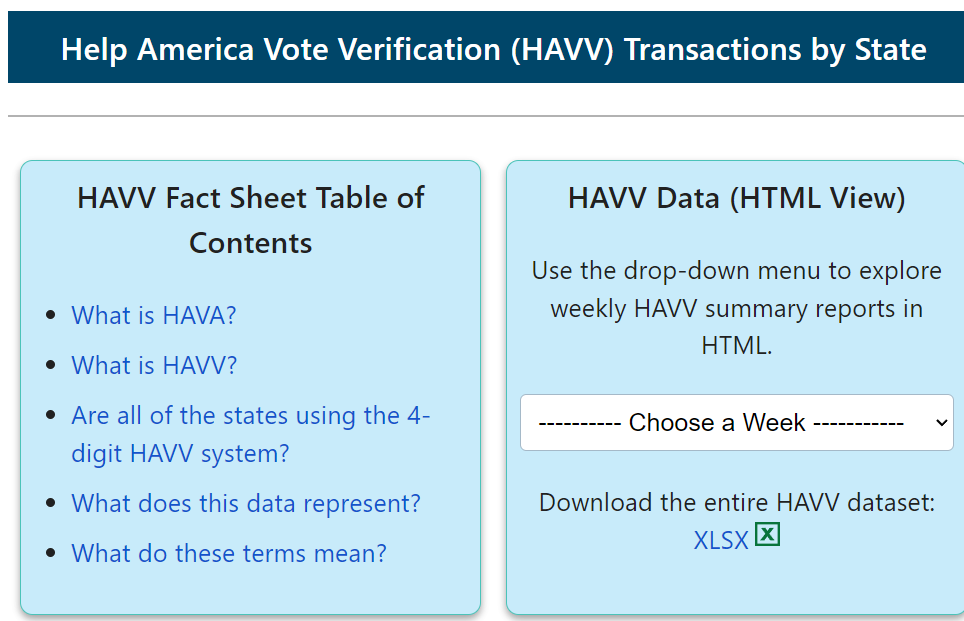 Help America Vote Verification (HAVV) Transactions by State
HAVV Fact Sheet Table of
Contents
What is HAVA?
What is HAVV?
Are all of the states using the 4-
digit HAVV system?
What does this data represent?
What do these terms mean?
HAVV Data (HTML View)
Use the drop-down menu to explore
weekly HAVV summary reports in
HTML.
---------- Choose a Week -----------
Download the entire HAVV dataset:
XLSX X